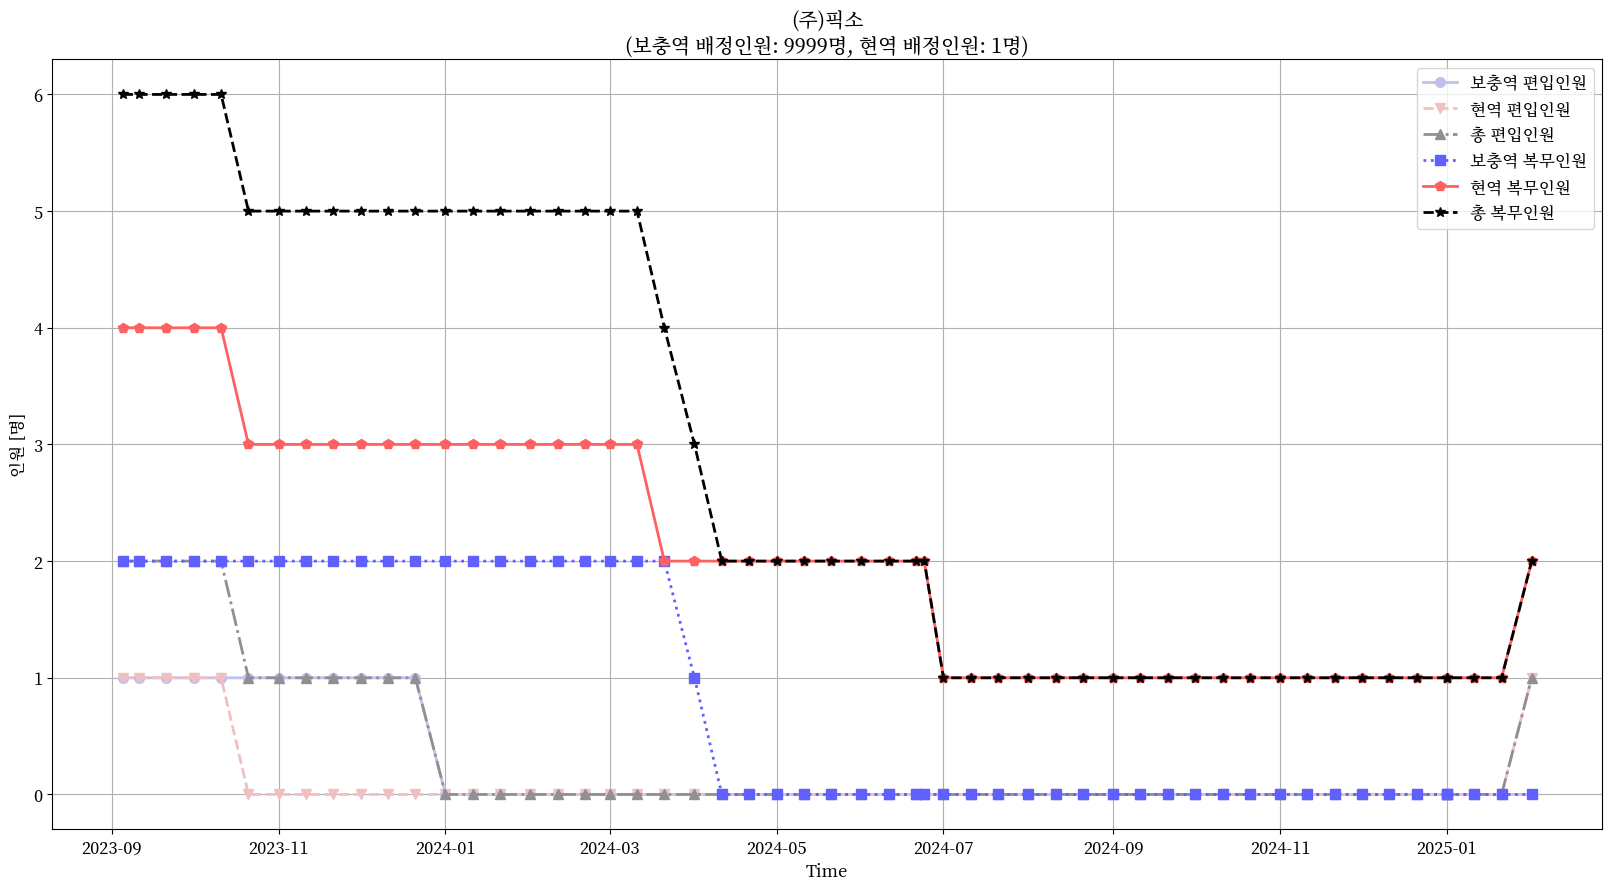 (주)픽소
(보충역 배정인원: 9999명, 현역 배정인원: 1명)
보충역 편입인원
현역 편입인원
총 편입인원
보충역 복무인원
현역 복무인원
총 복무인원
인원 [명]
6
5
4
3
2
1
0
2023-09
2023-11
2024-01
2024-03
2024-05
2024-07
2024-09
2024-11
2025-01
Time